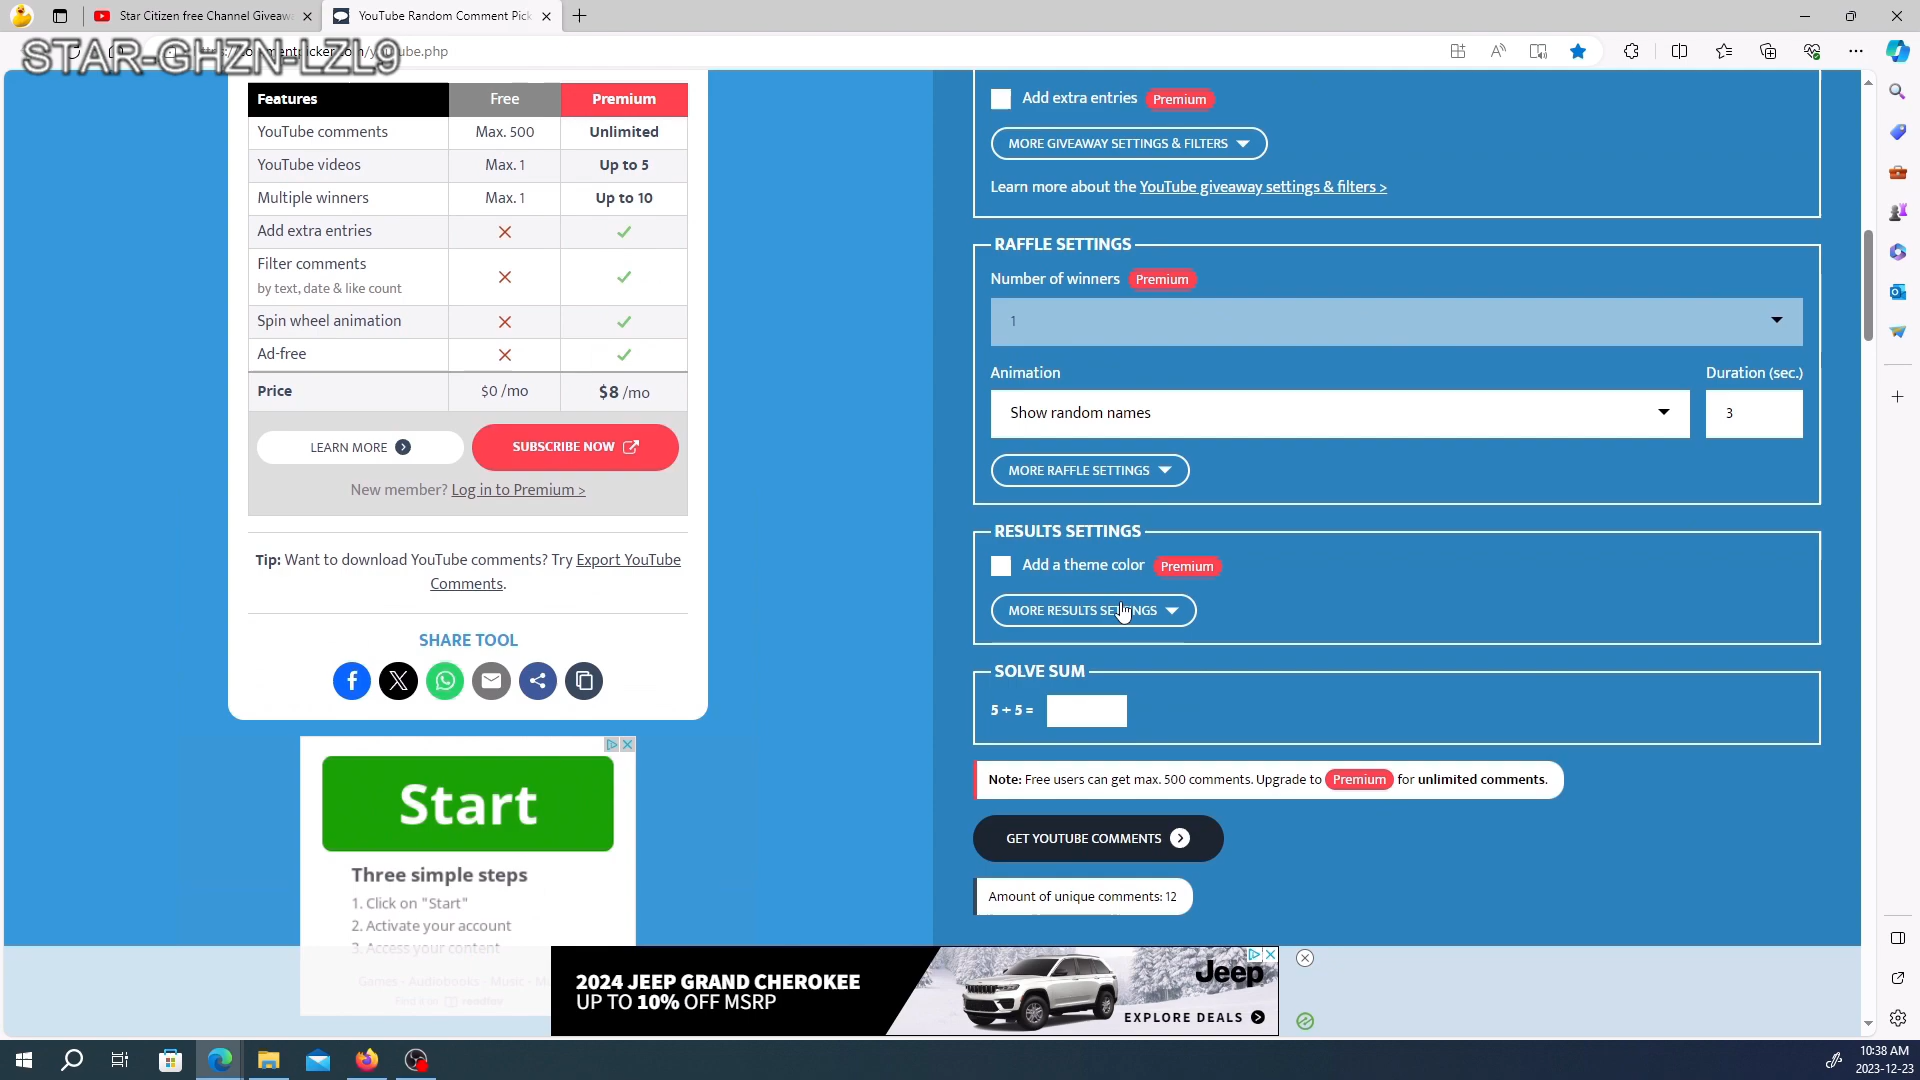 Star Citizen free Channel Giveaw
YouTube Random Comment Pick
STAR-GHZN-LZL9
Features Free Premium
YouTube comments Max. 500 Unlimited
YouTube videos Max. 1 Up to 5
Multiple winners Max. 1 Up to 10
Add extra entries
Filter comments
by text, date & like count
Spin wheel animation
Ad-free
Price $0 /mo $8 /mo
LEARN MORE SUBSCRIBE NOW
New member? Log in to Premium >
Tip: Want to download YouTube comments? Try Export YouTube
Comments.
SHARE TOOL
Start
Three simple steps
1. Click on "Start"
2. Activate your account
3. Access your content
Games - Audiobooks - Music - M
Add extra entries Premium
MORE GIVEAWAY SETTINGS & FILTERS
Learn more about the YouTube giveaway settings & filters >
RAFFLE SETTINGS
Number of winners Premium
1
Animation Duration (sec.)
Show random names 3
MORE RAFFLE SETTINGS
RESULTS SETTINGS
Add a theme color Premium
MORE RESULTS SETTINGS
SOLVE SUM
5 + 5 =
Note: Free users can get max. 500 comments. Upgrade to Premium for unlimited comments.
GET YOUTUBE COMMENTS
Amount of unique comments: 12
2024 JEEP GRAND CHEROKEE
UP TO 10% OFF MSRP
Jeep
EXPLORE DEALS
10:38 AM
2023-12-23